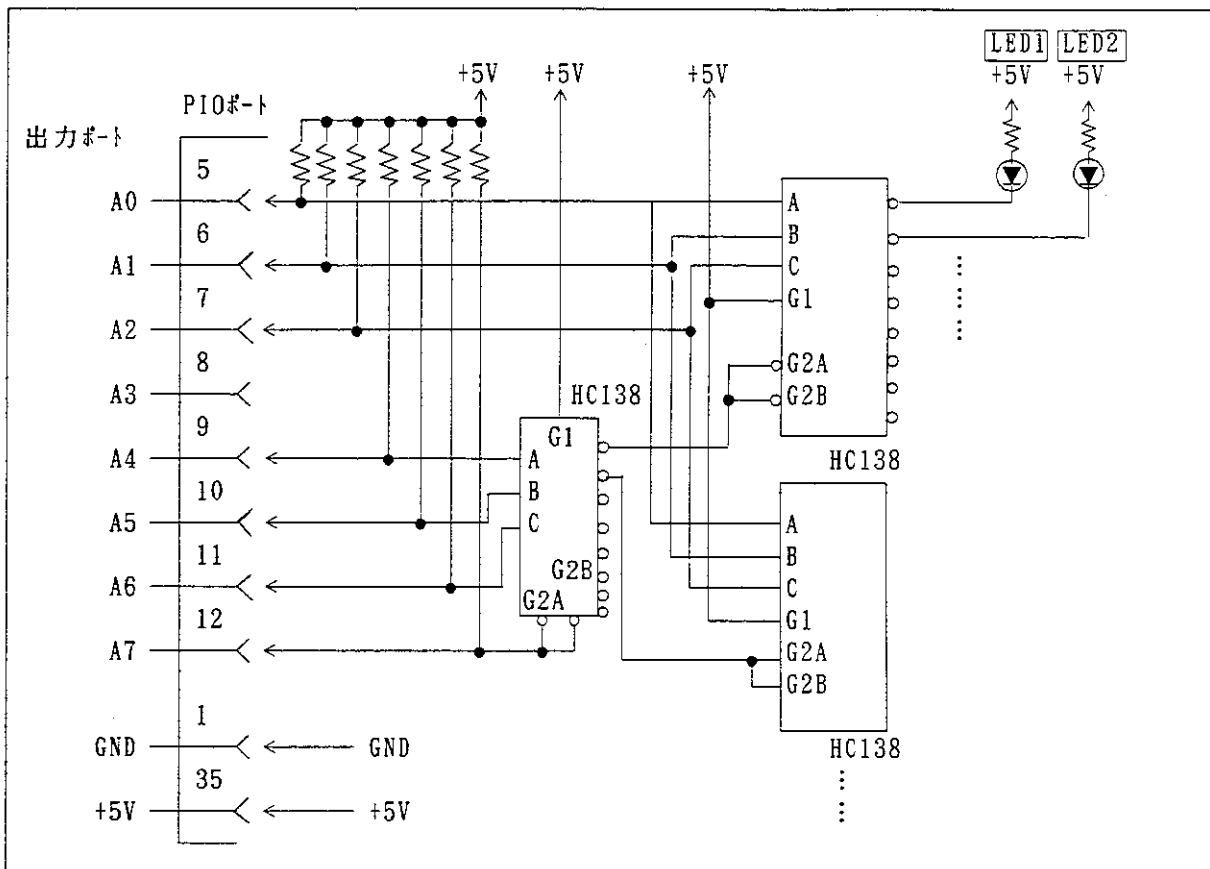 LED1 LED2
+5V +5V +5V +5V +5V
PIOポート
出力ポート
5
A0
6
A1
7
A2
8
A3
9
A4
10
A5
11
A6
12
A7
1
GND GND
35
+5V +5V
HC138
G1
A
B
C
G2B
G2A
A
B
C
G1
G2A
G2B
HC138
A
B
C
G1
G2A
G2B
HC138